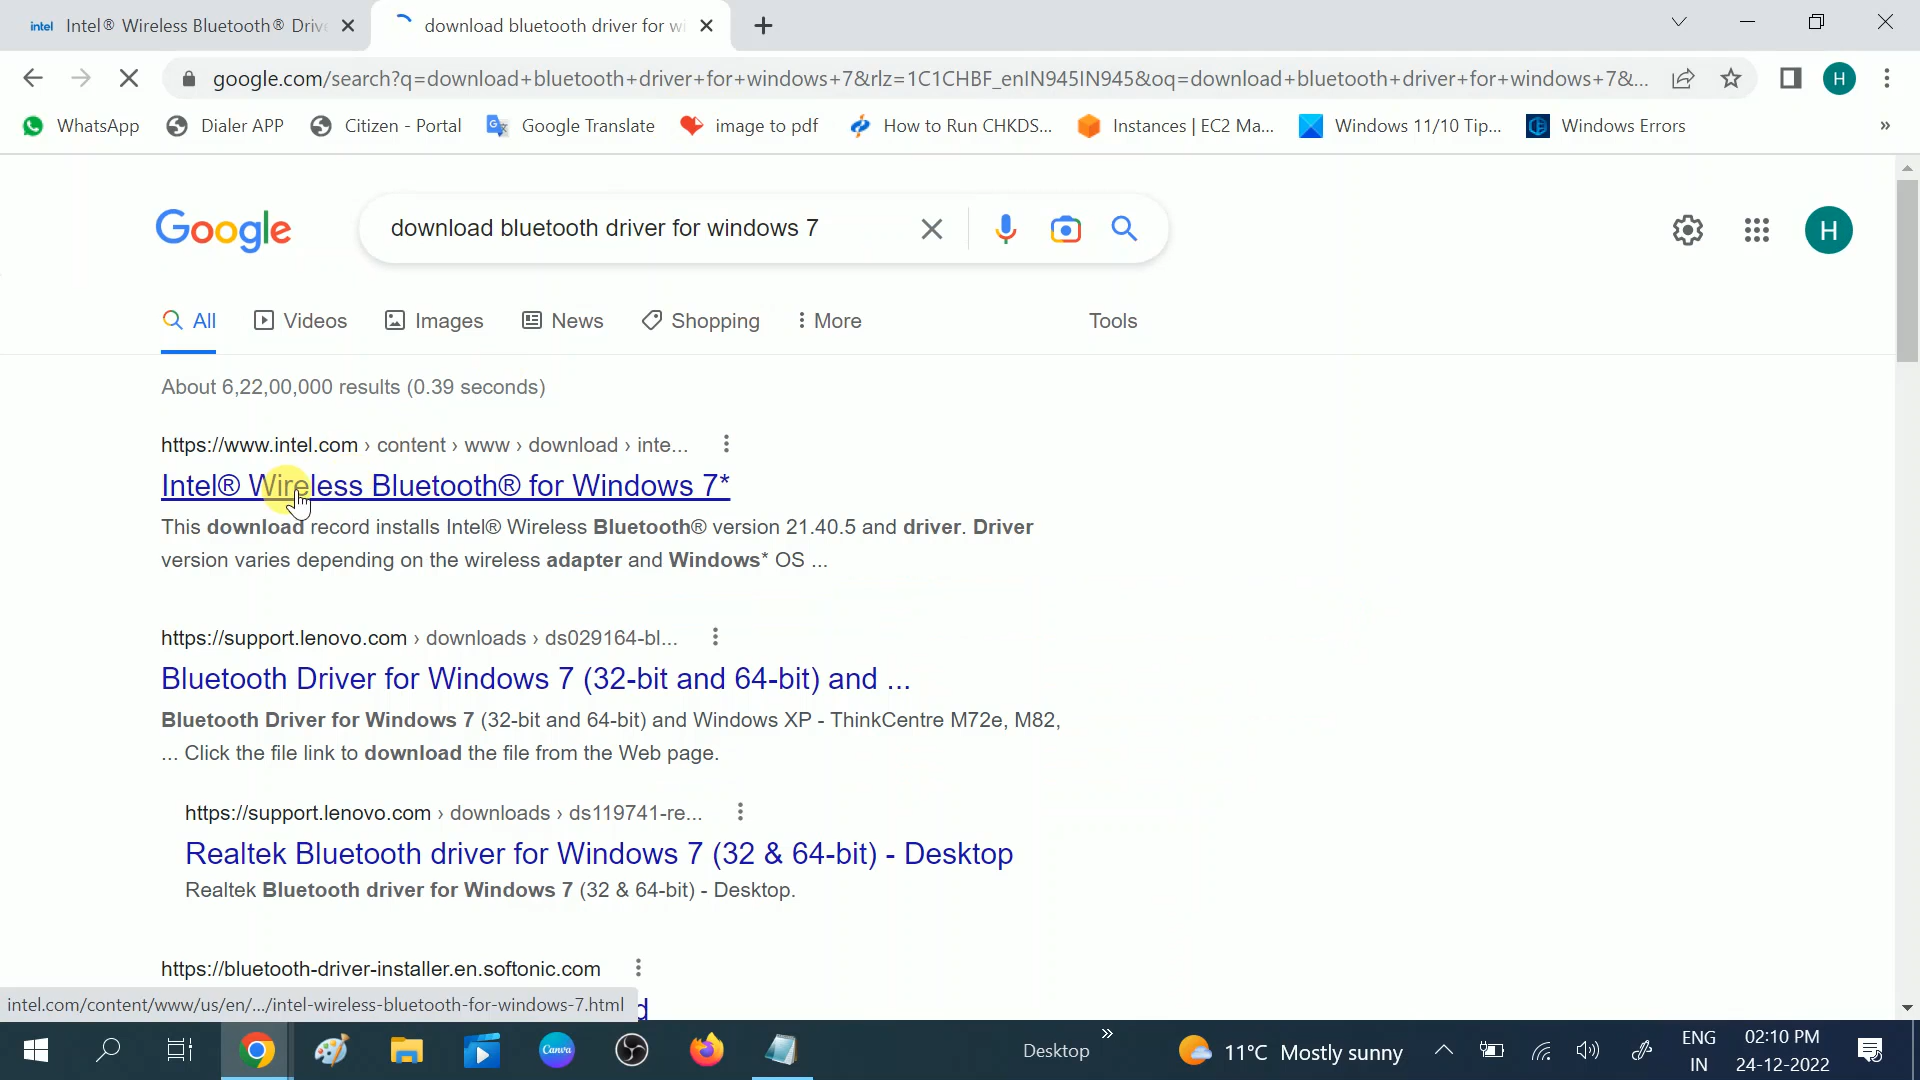 intel Intel® Wireless Bluetooth® Drive
download bluetooth driver for wi
google.com/search?q=download+bluetooth+driver+for+windows+7&rlz=1C1CHBF_enIN945IN945&oq=download+bluetooth+driver+for+windows+7&...
H
WhatsApp
Dialer APP
Citizen - Portal
Google Translate
image to pdf
How to Run CHKDS...
Instances | EC2 Ma...
Windows 11/10 Tip...
Windows Errors
»
Google
download bluetooth driver for windows 7
H
All
Videos
Images
News
Shopping
More
Tools
About 6,22,00,000 results (0.39 seconds)
https://www.intel.com › content › www › download › inte...
Intel® Wireless Bluetooth® for Windows 7*
This download record installs Intel® Wireless Bluetooth® version 21.40.5 and driver. Driver
version varies depending on the wireless adapter and Windows* OS ...
https://support.lenovo.com › downloads › ds029164-bl...
Bluetooth Driver for Windows 7 (32-bit and 64-bit) and ...
Bluetooth Driver for Windows 7 (32-bit and 64-bit) and Windows XP - ThinkCentre M72e, M82,
... Click the file link to download the file from the Web page.
https://support.lenovo.com › downloads › ds119741-re...
Realtek Bluetooth driver for Windows 7 (32 & 64-bit) - Desktop
Realtek Bluetooth driver for Windows 7 (32 & 64-bit) - Desktop.
https://bluetooth-driver-installer.en.softonic.com
intel.com/content/www/us/en/.../intel-wireless-bluetooth-for-windows-7.html
Canva
Desktop
»
11°C Mostly sunny
ENG
IN
02:10 PM
24-12-2022